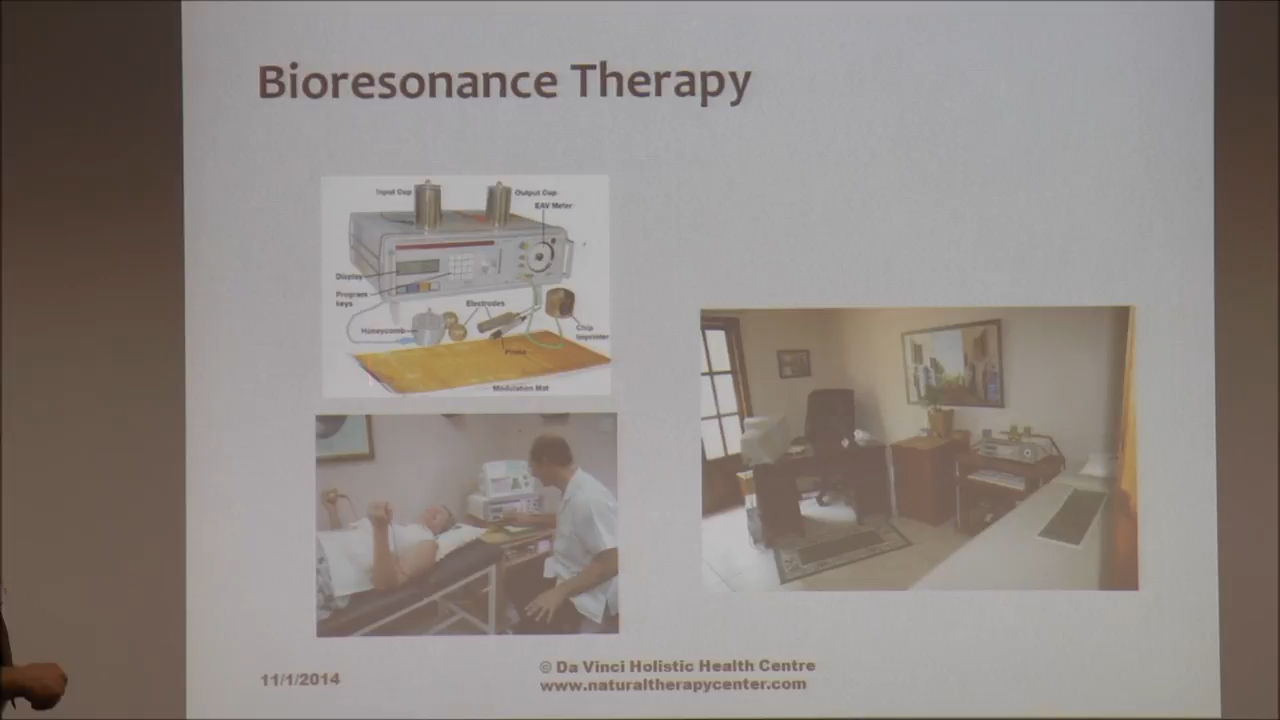 Bioresonance Therapy
Input Cup
Output Cup
EAV Meter
Display
Program
keys
Electrodes
Honeycomb
Chip
Imprinter
Probe
Modulation Mat
11/1/2014
© Da Vinci Holistic Health Centre
www.naturaltherapycenter.com